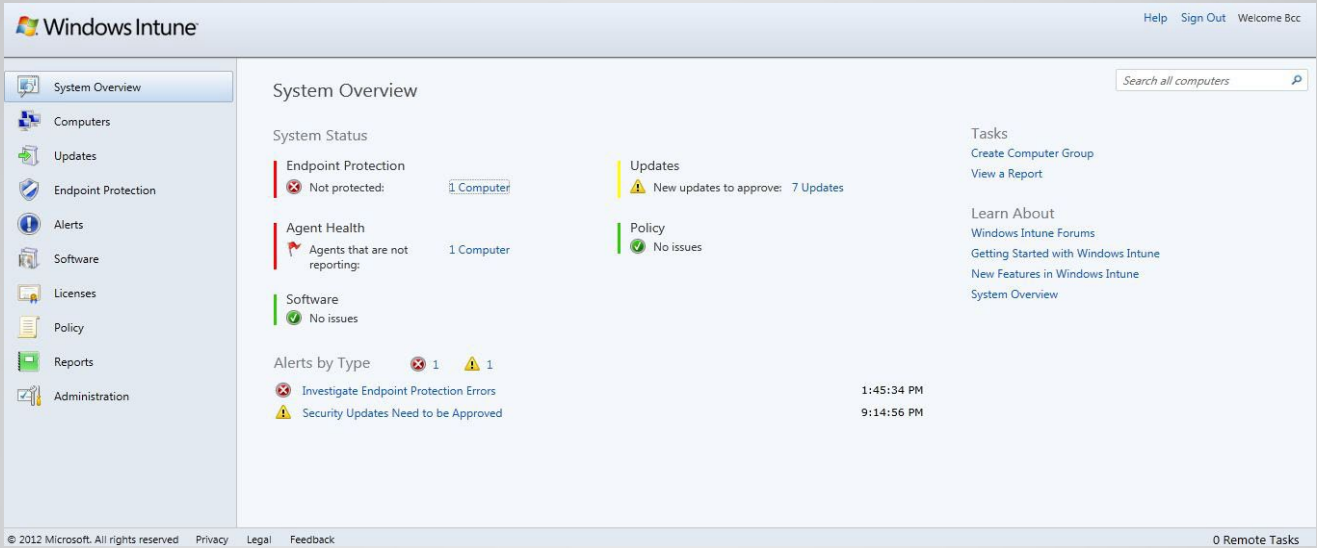 Windows Intune
Help Sign Out Welcome Bcc
System Overview
Computers
Updates
Endpoint Protection
Alerts
Software
Licenses
Policy
Reports
Administration
System Overview
Search all computers
System Status
Endpoint Protection
Not protected: 1 Computer
Updates
New updates to approve: 7 Updates
Agent Health
Agents that are not
reporting:
1 Computer
Policy
No issues
Software
No issues
Alerts by Type 1 1
Investigate Endpoint Protection Errors 1:45:34 PM
Security Updates Need to be Approved 9:14:56 PM
Tasks
Create Computer Group
View a Report
Learn About
Windows Intune Forums
Getting Started with Windows Intune
New Features in Windows Intune
System Overview
© 2012 Microsoft. All rights reserved Privacy Legal Feedback
0 Remote Tasks